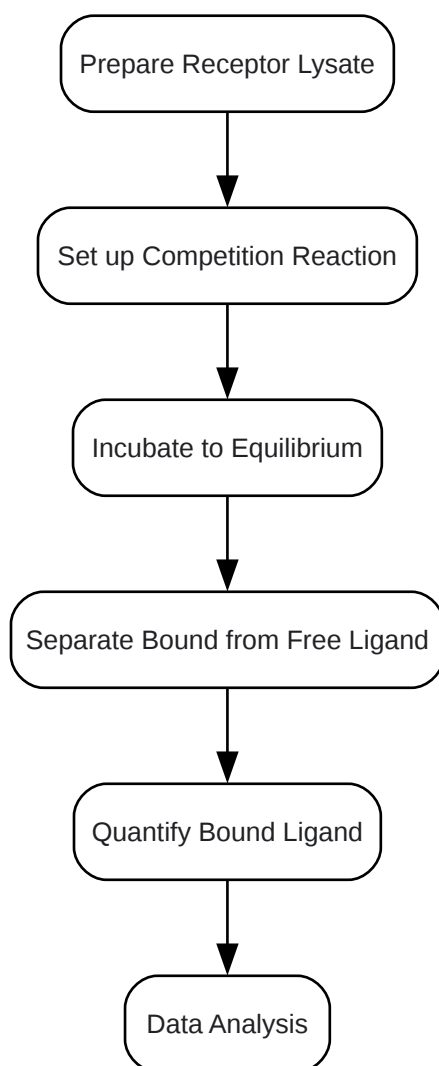 Prepare Receptor Lysate
Set up Competition Reaction
Incubate to Equilibrium
Separate Bound from Free Ligand
Quantify Bound Ligand
Data Analysis